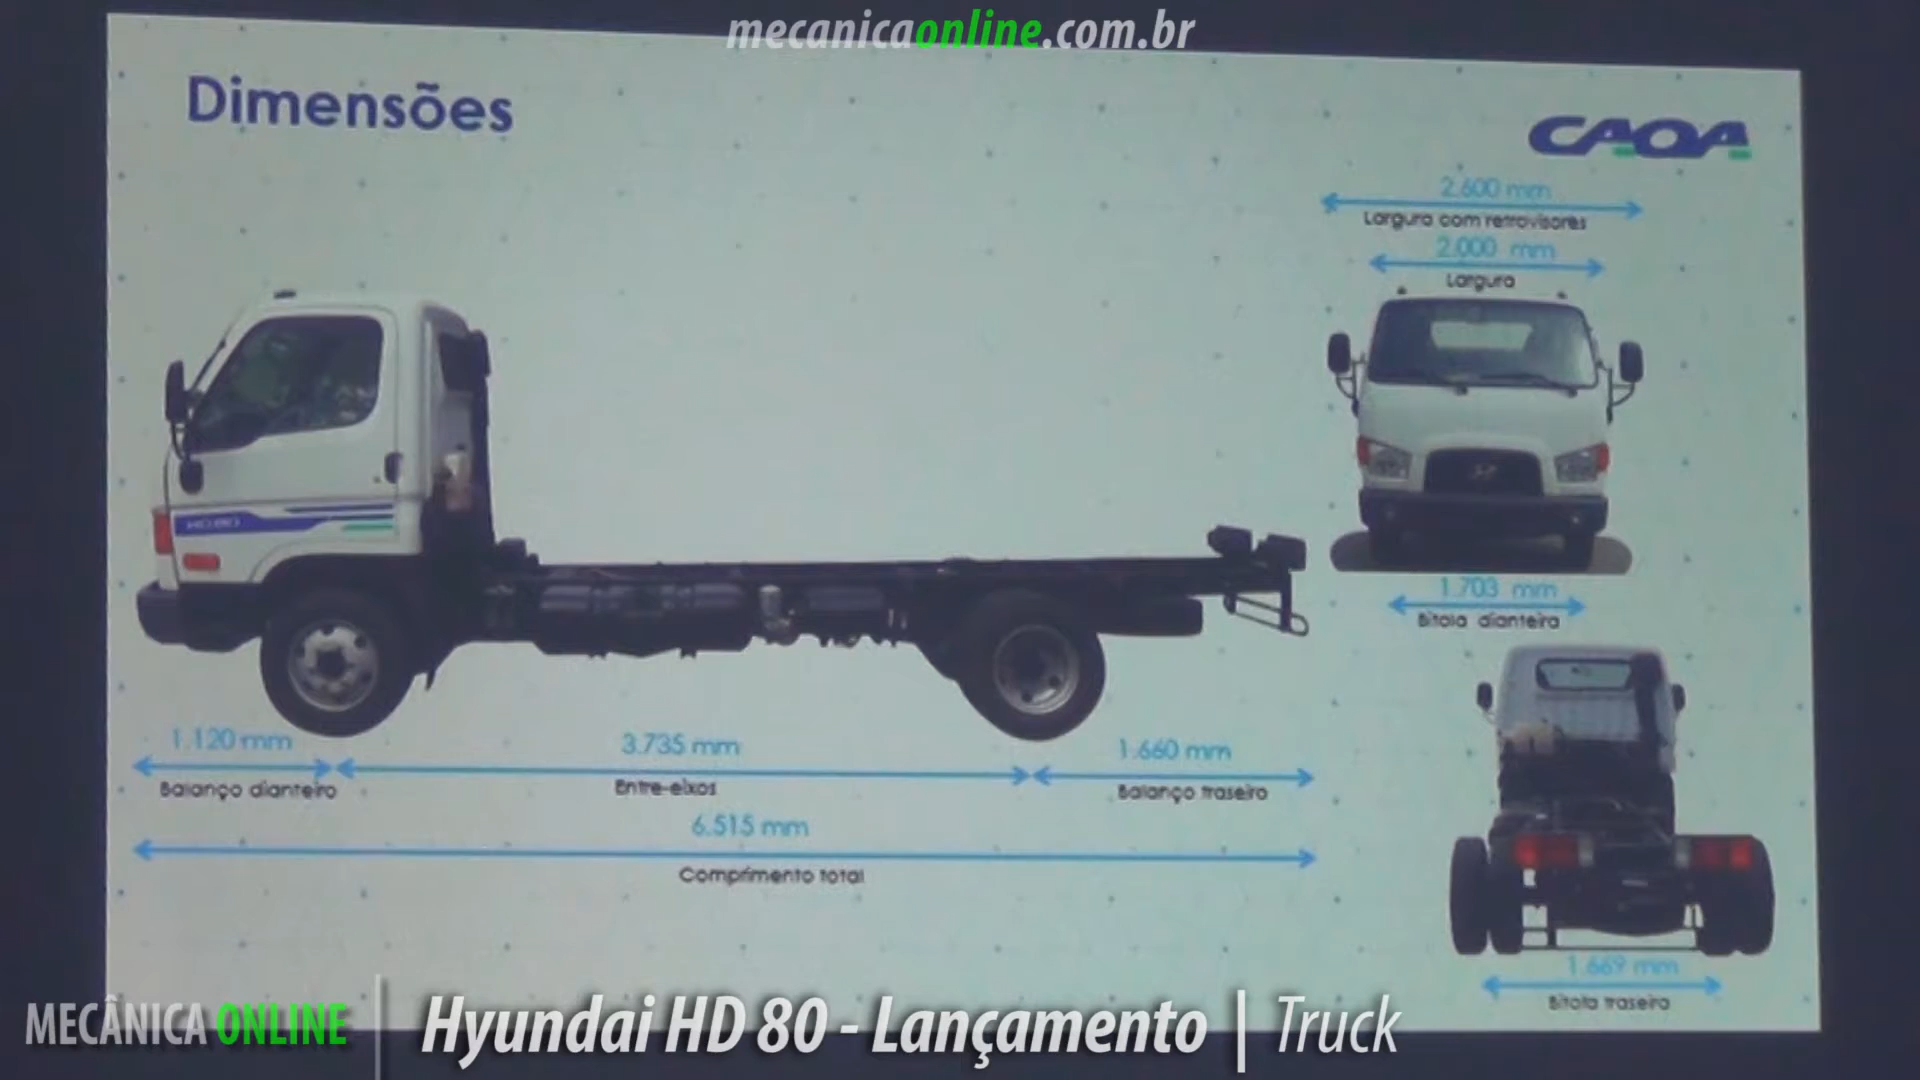 mecanicaonline.com.br
Dimensões
CAOA
2.600 mm
Largura com retrovisores
2.000 mm
Largura
HD80
1.703 mm
Bitola dianteira
1.120 mm
Balanço dianteiro
3.735 mm
Entre-eixos
1.660 mm
Balanço traseiro
6.515 mm
Comprimento total
1.669 mm
Bitola traseira
MECÂNICA ONLINE
Hyundai HD 80 - Lançamento | Truck